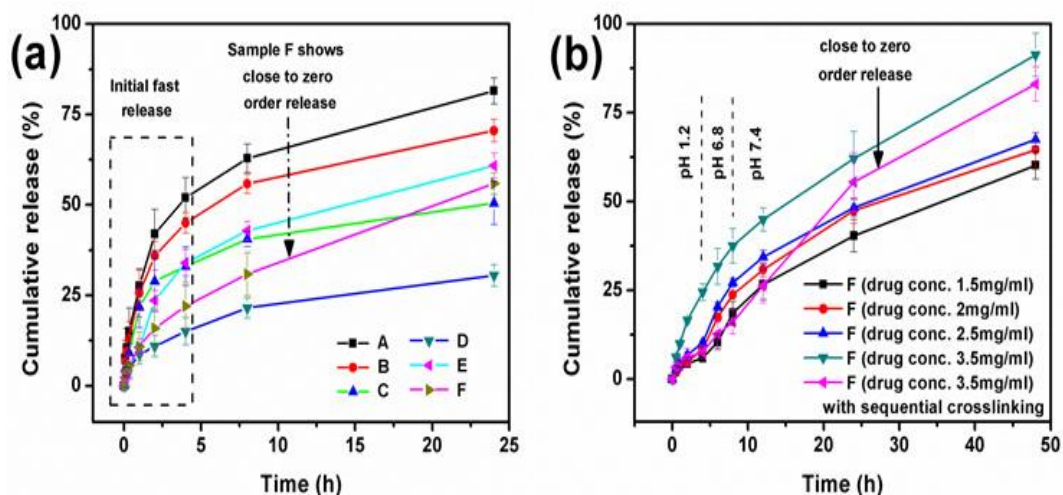 (a)
Cumulative release (%)
100
75
50
25
0
Initial fast
release
Sample F shows
close to zero
order release
A
B
C
D
E
F
0 5 10 15 20 25
Time (h)
(b)
Cumulative release (%)
100
75
50
25
0
pH 1.2
pH 6.8
pH 7.4
close to zero
order release
F (drug conc. 1.5mg/ml)
F (drug conc. 2mg/ml)
F (drug conc. 2.5mg/ml)
F (drug conc. 3.5mg/ml)
F (drug conc. 3.5mg/ml)
with sequential crosslinking
0 10 20 30 40 50
Time (h)